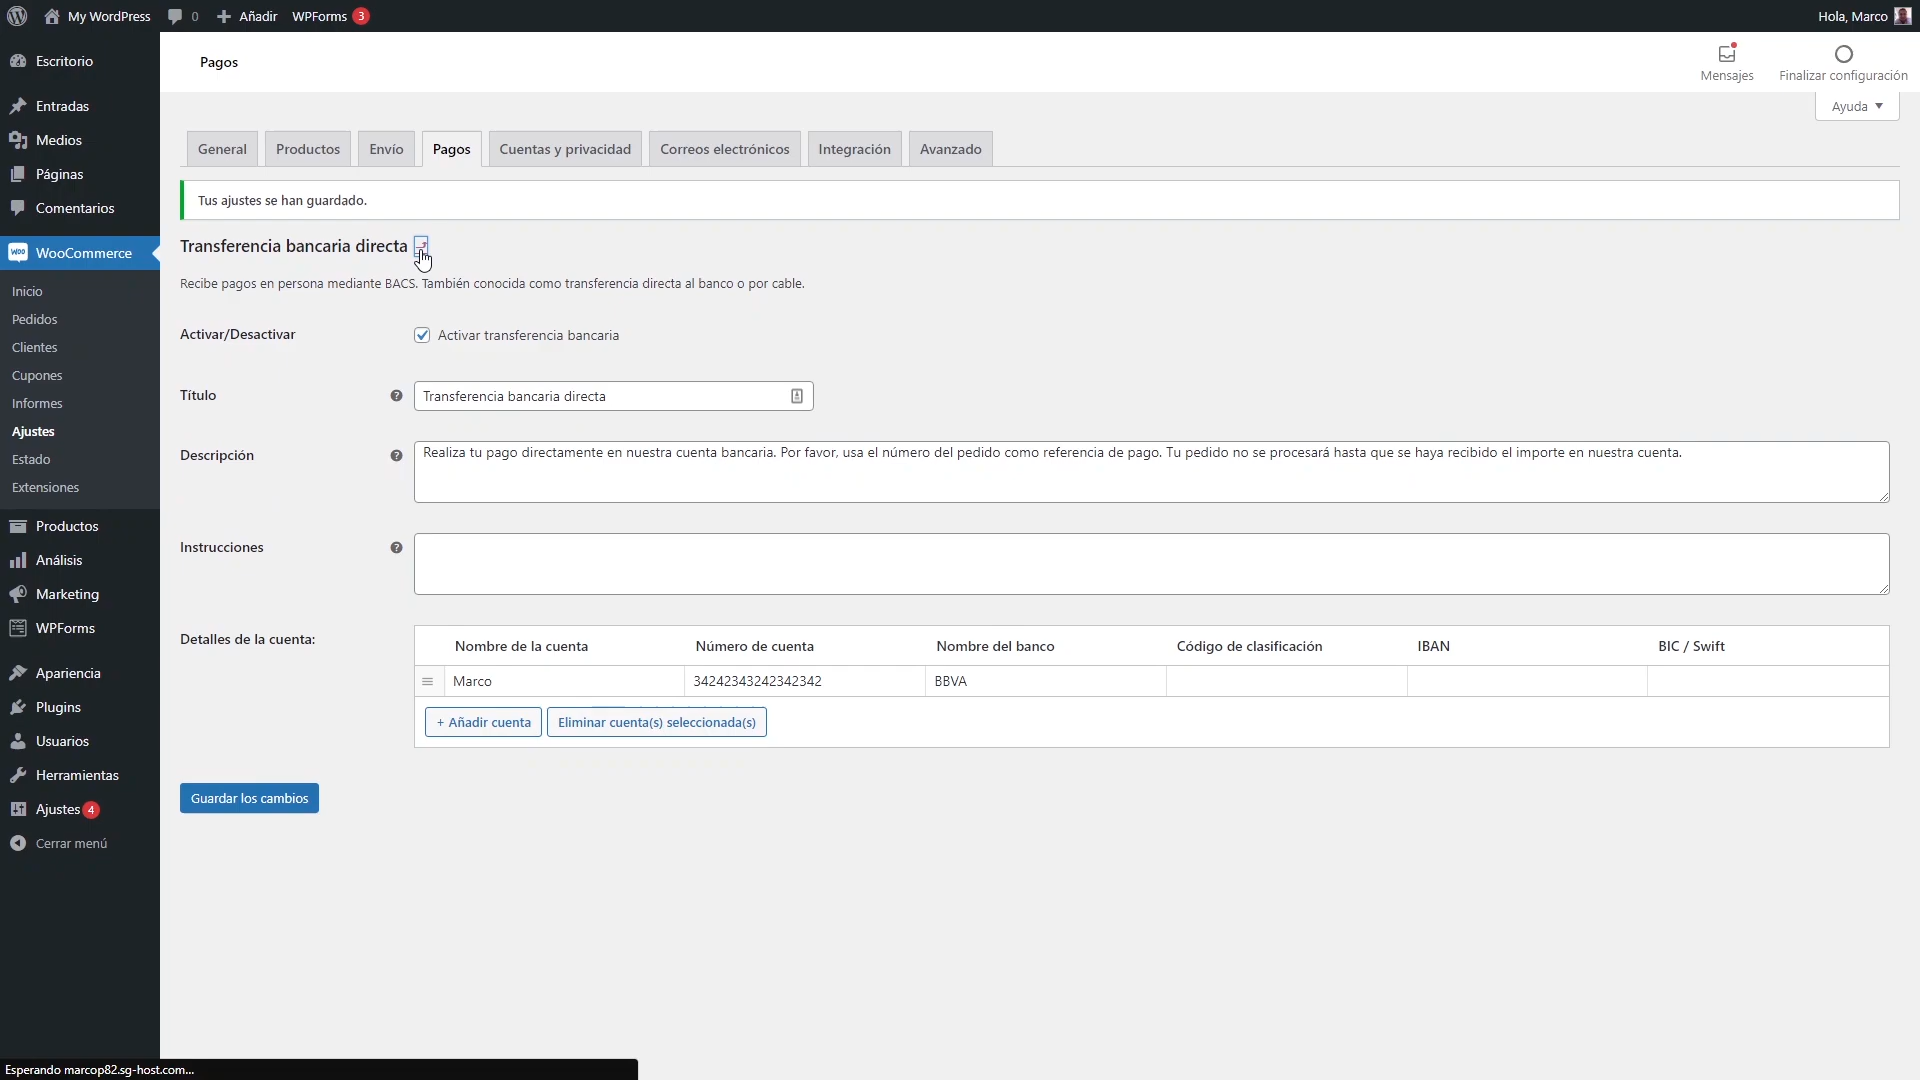 My WordPress
0
Añadir
WPForms 3
Hola, Marco
Escritorio
Entradas
Medios
Páginas
Comentarios
WooCommerce
Inicio
Pedidos
Clientes
Cupones
Informes
Ajustes
Estado
Extensiones
Productos
Análisis
Marketing
WPForms
Apariencia
Plugins
Usuarios
Herramientas
Ajustes 4
Cerrar menú
Pagos
Mensajes
Finalizar configuración
Ayuda
General
Productos
Envío
Pagos
Cuentas y privacidad
Correos electrónicos
Integración
Avanzado
Tus ajustes se han guardado.
Transferencia bancaria directa
Recibe pagos en persona mediante BACS. También conocida como transferencia directa al banco o por cable.
Activar/Desactivar
Activar transferencia bancaria
Título
Transferencia bancaria directa
Descripción
Realiza tu pago directamente en nuestra cuenta bancaria. Por favor, usa el número del pedido como referencia de pago. Tu pedido no se procesará hasta que se haya recibido el importe en nuestra cuenta.
Instrucciones
Detalles de la cuenta:
Nombre de la cuenta
Número de cuenta
Nombre del banco
Código de clasificación
IBAN
BIC / Swift
Marco
34242343242342342
BBVA
+ Añadir cuenta
Eliminar cuenta(s) seleccionada(s)
Guardar los cambios
Esperando marcop82.sg-host.com...